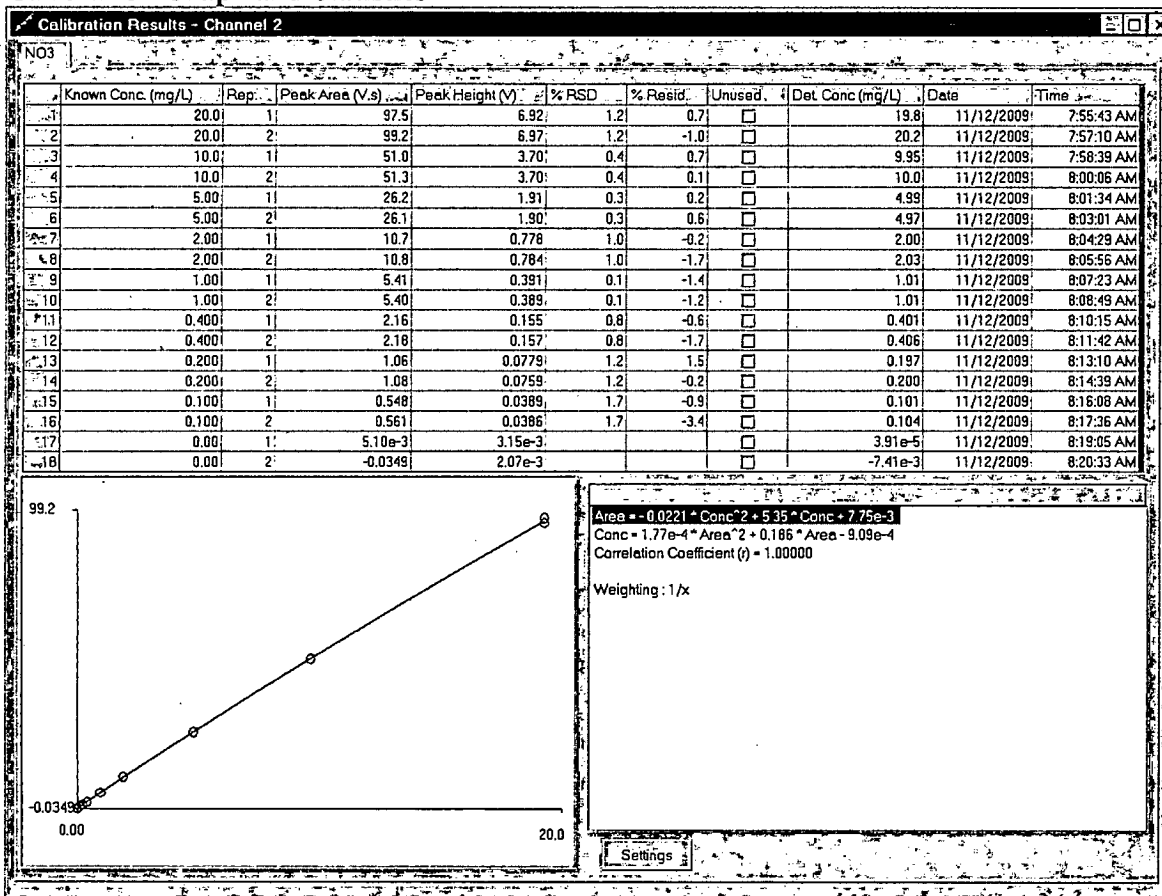 Calibration Results - Channel 2
NO3
Known Conc. (mg/L) Rep. Peak Area (V.s) Peak Height (V) % RSD % Resid. Unused Det. Conc (mg/L) Date Time
1 20.0 1 97.5 6.92 1.2 0.7 19.8 11/12/2009 7:55:43 AM
2 20.0 2 99.2 6.97 1.2 -1.0 20.2 11/12/2009 7:57:10 AM
3 10.0 1 51.0 3.70 0.4 0.7 9.95 11/12/2009 7:58:39 AM
4 10.0 2 51.3 3.70 0.4 0.1 10.0 11/12/2009 8:00:06 AM
5 5.00 1 26.2 1.91 0.3 0.2 4.99 11/12/2009 8:01:34 AM
6 5.00 2 26.1 1.90 0.3 0.6 4.97 11/12/2009 8:03:01 AM
7 2.00 1 10.7 0.778 1.0 -0.2 2.00 11/12/2009 8:04:29 AM
8 2.00 2 10.8 0.784 1.0 -1.7 2.03 11/12/2009 8:05:56 AM
9 1.00 1 5.41 0.391 0.1 -1.4 1.01 11/12/2009 8:07:23 AM
10 1.00 2 5.40 0.389 0.1 -1.2 1.01 11/12/2009 8:08:49 AM
11 0.400 1 2.16 0.155 0.8 -0.6 0.401 11/12/2009 8:10:15 AM
12 0.400 2 2.18 0.157 0.8 -1.7 0.406 11/12/2009 8:11:42 AM
13 0.200 1 1.06 0.0779 1.2 1.5 0.197 11/12/2009 8:13:10 AM
14 0.200 2 1.08 0.0759 1.2 -0.2 0.200 11/12/2009 8:14:39 AM
15 0.100 1 0.548 0.0389 1.7 -0.9 0.101 11/12/2009 8:16:08 AM
16 0.100 2 0.561 0.0386 1.7 -3.4 0.104 11/12/2009 8:17:36 AM
17 0.00 1 5.10e-3 3.15e-3 3.91e-5 11/12/2009 8:19:05 AM
18 0.00 2 -0.0349 2.07e-3 -7.41e-3 11/12/2009 8:20:33 AM
99.2
-0.0349
0.00 20.0
Area = - 0.0221 * Conc^2 + 5.35 * Conc + 7.75e-3
Conc = 1.77e-4 * Area^2 + 0.186 * Area - 9.09e-4
Correlation Coefficient (r) = 1.00000
Weighting : 1/x
Settings